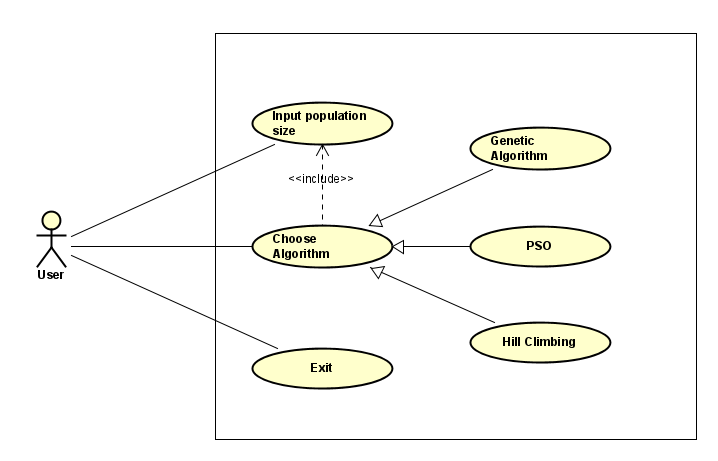 Input population
size
<<include>>
Genetic
Algorithm
Choose
Algorithm
PSO
User
Hill Climbing
Exit